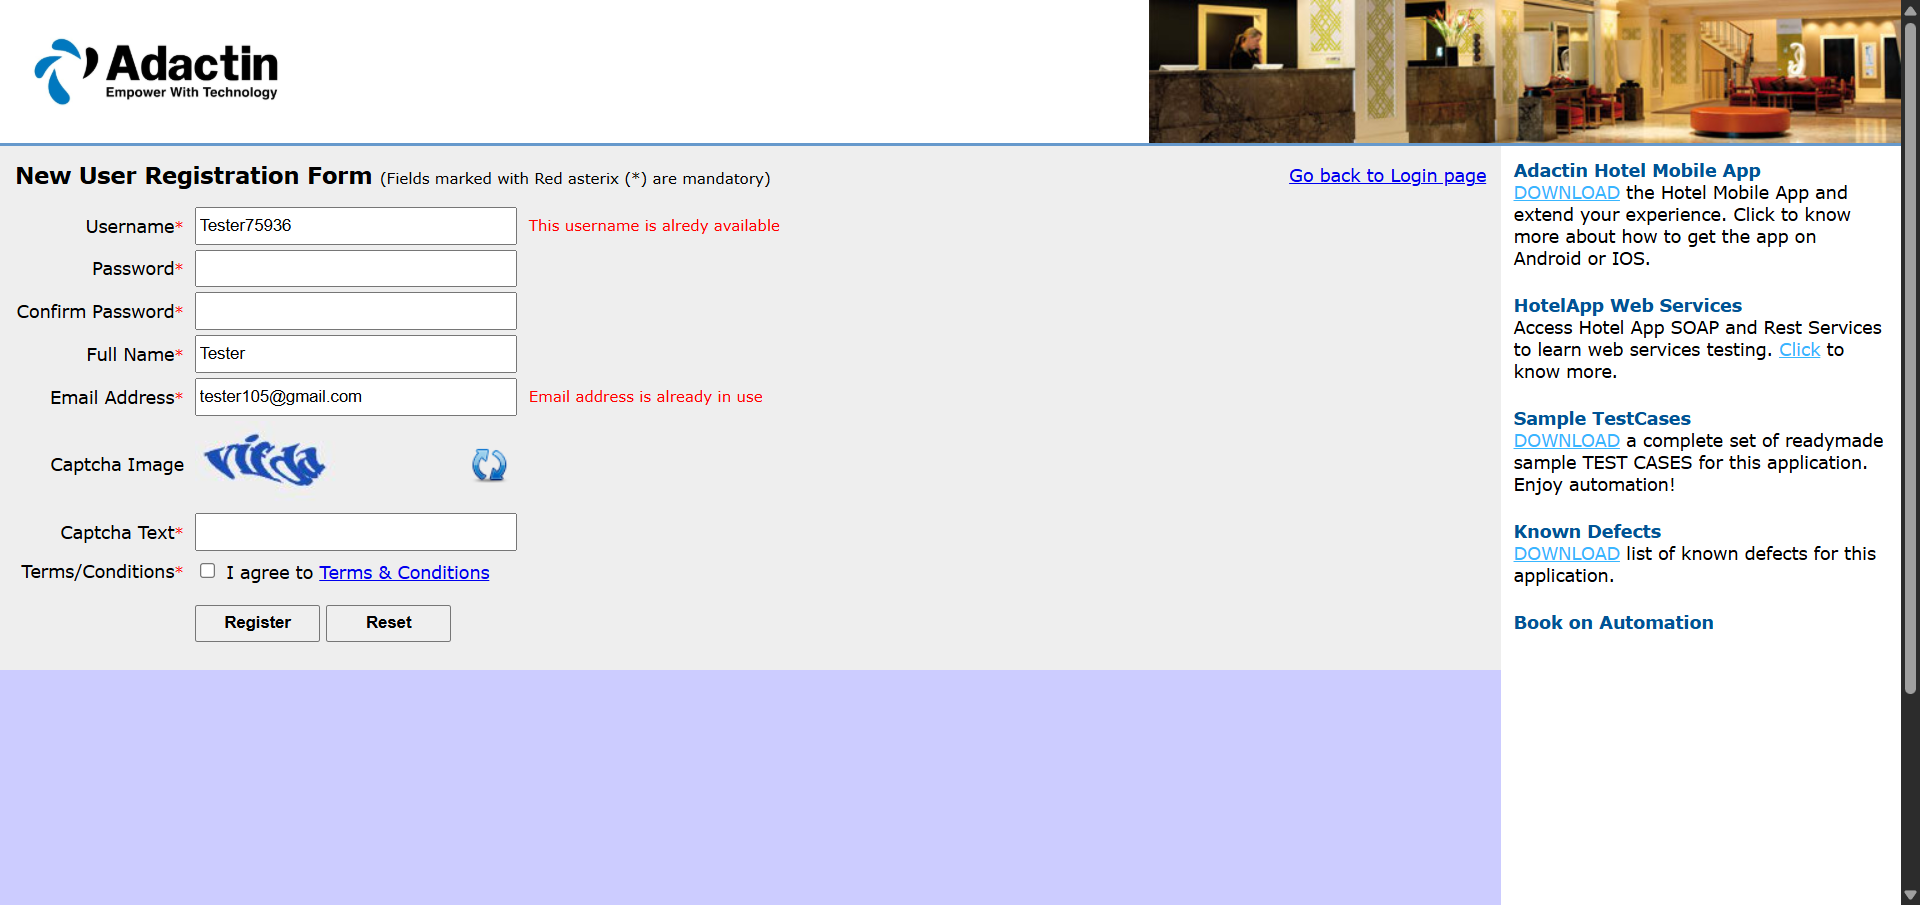 Adactin
Empower With Technology
New User Registration Form (Fields marked with Red asterix (*) are mandatory)
Go back to Login page
Username* Tester75936 This username is alredy available
Password*
Confirm Password*
Full Name* Tester
Email Address* tester105@gmail.com Email address is already in use
Captcha Image
Captcha Text*
Terms/Conditions* I agree to Terms & Conditions
Register Reset
Adactin Hotel Mobile App
DOWNLOAD the Hotel Mobile App and
extend your experience. Click to know
more about how to get the app on
Android or IOS.
HotelApp Web Services
Access Hotel App SOAP and Rest Services
to learn web services testing. Click to
know more.
Sample TestCases
DOWNLOAD a complete set of readymade
sample TEST CASES for this application.
Enjoy automation!
Known Defects
DOWNLOAD list of known defects for this
application.
Book on Automation